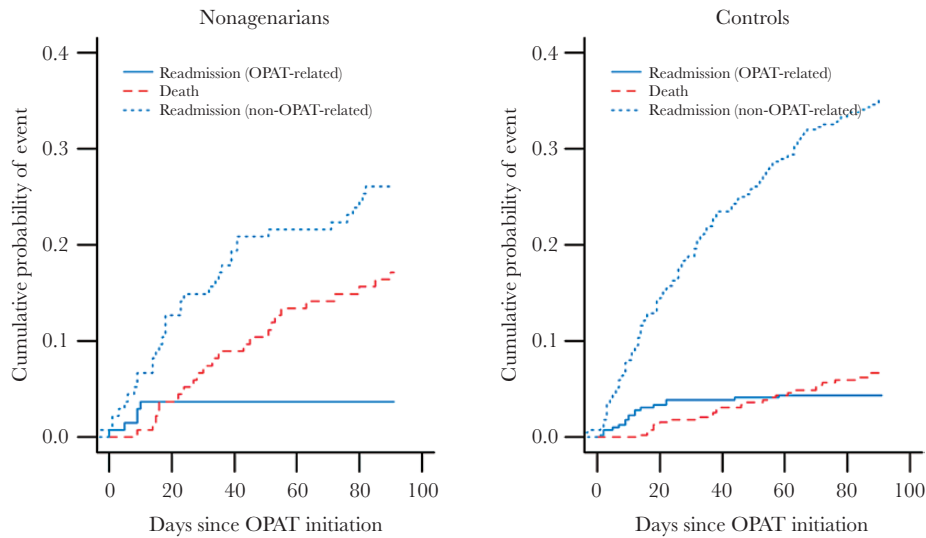 Nonagenarians
Cumulative probability of event
0.4
0.3
0.2
0.1
0.0
Readmission (OPAT-related)
Death
Readmission (non-OPAT-related)
0 20 40 60 80 100
Days since OPAT initiation
Controls
Cumulative probability of event
0.4
0.3
0.2
0.1
0.0
Readmission (OPAT-related)
Death
Readmission (non-OPAT-related)
0 20 40 60 80 100
Days since OPAT initiation